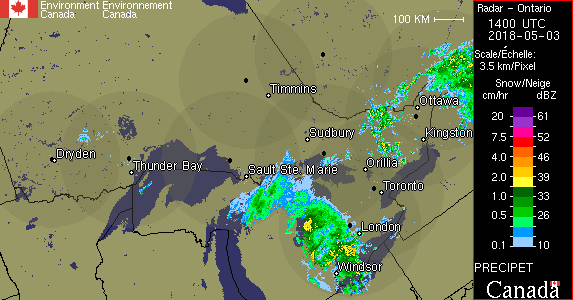 Environment Environnement
Canada Canada
100 KM
Radar - Ontario
1400 UTC
2018-05-03
Scale/Échelle:
3.5 km/Pixel
Snow/Neige
cm/hr dBZ
20 61
7.5 52
4.0 46
2.0 39
1.0 33
0.5 26
0.1 10
PRECIPET
Canada
Timmins
Ottawa
Sudbury
Kingston
Dryden
Thunder Bay
Sault Ste. Marie
Orillia
Toronto
London
Windsor